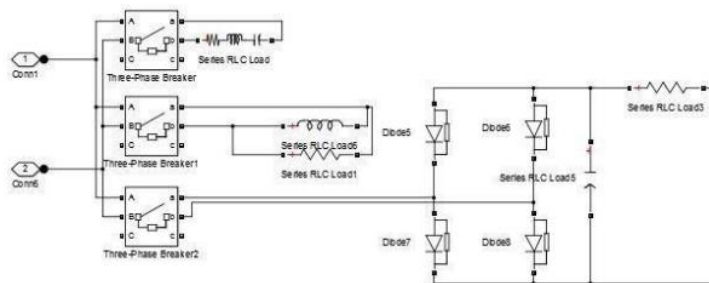 A
a
B
b
C
c
Three-Phase Breaker
Series RLC Load
1
Conn1
A
a
B
b
C
c
Three-Phase Breaker1
Series RLC Load6
Series RLC Load1
2
Conn6
A
a
B
b
C
c
Three-Phase Breaker2
Diode5
Diode6
Series RLC Load3
Series RLC Load5
Diode7
Diode8